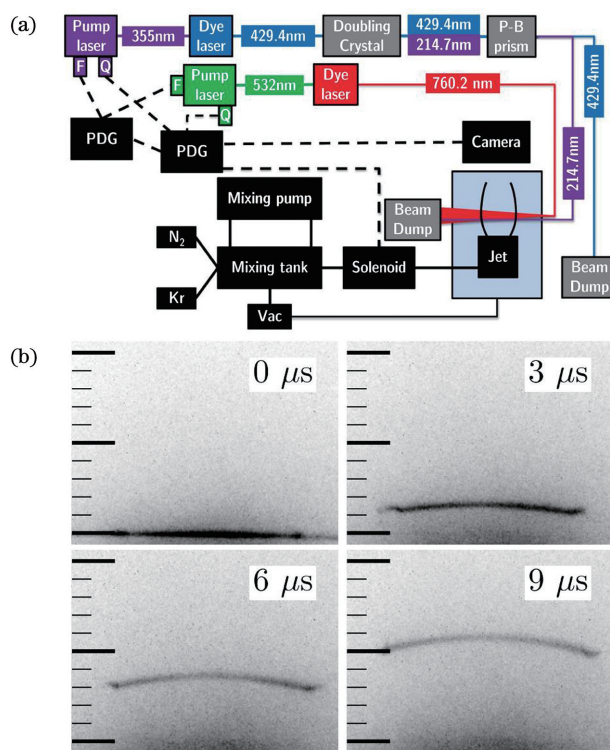 (a)
Pump laser
355nm
Dye laser
429.4nm
Doubling Crystal
429.4nm
214.7nm
P-B prism
F
Q
F
Pump laser
532nm
Dye laser
760.2 nm
429.4nm
214.7nm
Q
PDG
PDG
Camera
Mixing pump
Beam Dump
N₂
Mixing tank
Solenoid
Jet
Kr
Vac
Beam Dump
(b)
0 μs
3 μs
6 μs
9 μs